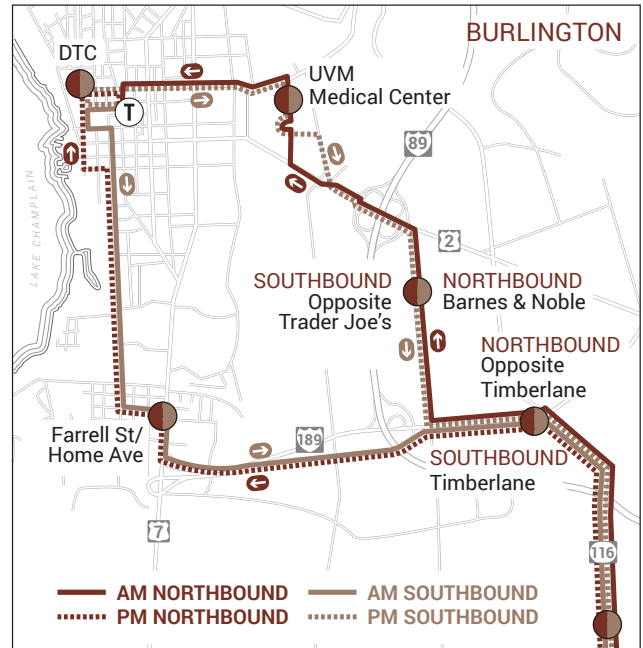 BURLINGTON
DTC
T
UVM
Medical Center
89
2
LAKE CHAMPLAIN
SOUTHBOUND
Opposite
Trader Joe's
NORTHBOUND
Barnes & Noble
NORTHBOUND
Opposite
Timberlane
Farrell St/
Home Ave
189
SOUTHBOUND
Timberlane
7
116
AM NORTHBOUND
AM SOUTHBOUND
PM NORTHBOUND
PM SOUTHBOUND